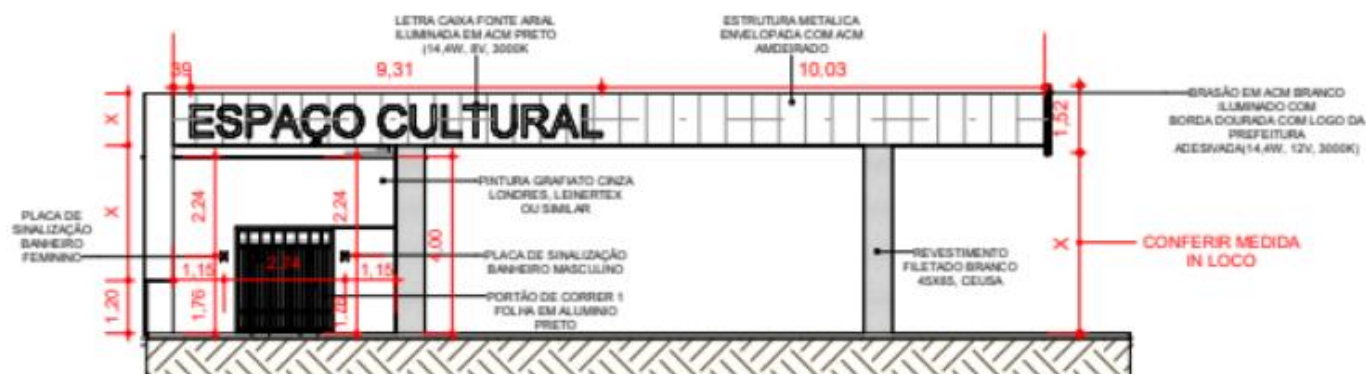 LETRA CAIXA FONTE ARIAL
ILUMINADA EM ACM PRETO
(14,4W, 8V, 3000K
ESTRUTURA METALICA
ENVELOPADA COM ACM
AMDEIRADO
39
9,31
10,03
BRASÃO EM ACM BRANCO
ILUMINADO COM
BORDA DOURADA COM LOGO DA
PREFEITURA
ADESIVADA(14,4W, 12V, 3000K)
X
ESPAÇO CULTURAL
1,52
PINTURA GRAFIATO CINZA
LONDRES, LEINERTEX
OU SIMILAR
X
2,24
2,24
4,00
PLACA DE
SINALIZAÇÃO
BANHEIRO
FEMININO
PLACA DE SINALIZAÇÃO
BANHEIRO MASCULINO
REVESTIMENTO
FILETADO BRANCO
45X65, CEUSA
X
CONFERIR MEDIDA
IN LOCO
1,15
1,15
1,20
1,76
PORTÃO DE CORRER 1
FOLHA EM ALUMINIO
PRETO